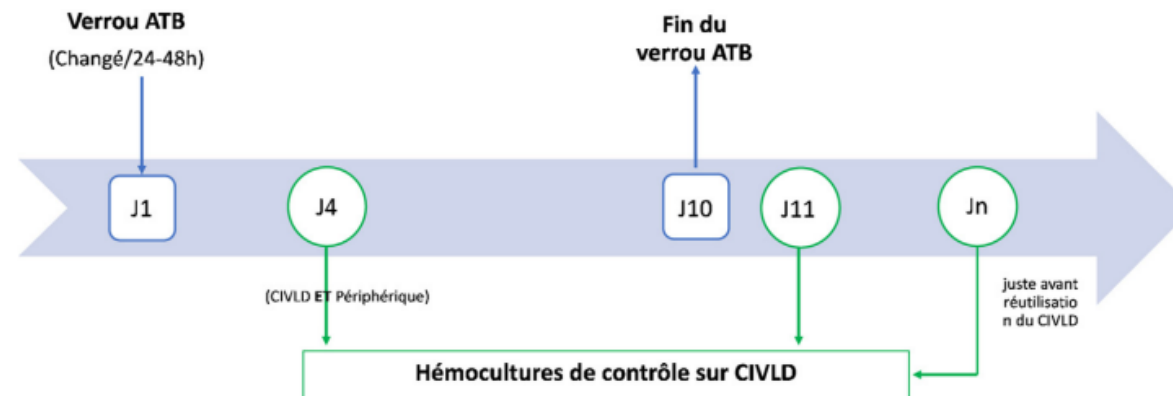 Verrou ATB
(Changé/24-48h)
Fin du
verrou ATB
J1
J4
J10
J11
Jn
(CIVLD ET Périphérique)
juste avant
réutilisatio
n du CIVLD
Hémocultures de contrôle sur CIVLD